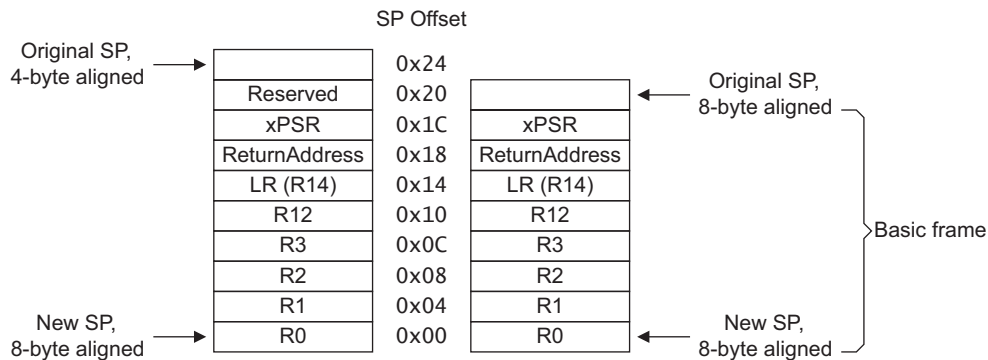 SP Offset
Original SP,
4-byte aligned
0x24
Reserved
0x20
Original SP,
8-byte aligned
xPSR
0x1C
xPSR
ReturnAddress
0x18
ReturnAddress
LR (R14)
0x14
LR (R14)
R12
0x10
R12
Basic frame
R3
0x0C
R3
R2
0x08
R2
R1
0x04
R1
New SP,
8-byte aligned
R0
0x00
R0
New SP,
8-byte aligned